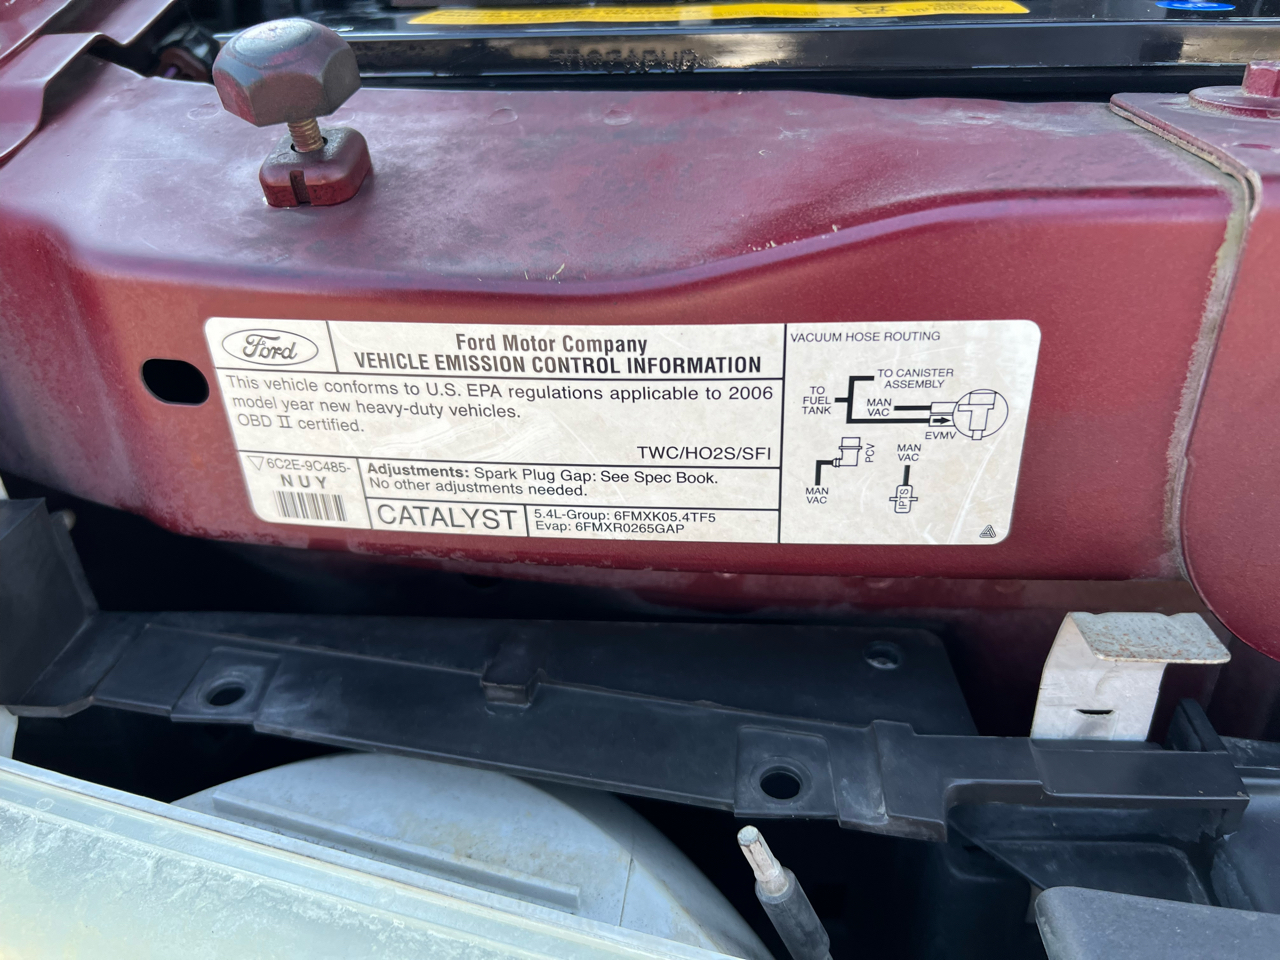 Ford
Ford Motor Company
VEHICLE EMISSION CONTROL INFORMATION
This vehicle conforms to U.S. EPA regulations applicable to 2006
model year new heavy-duty vehicles.
OBD II certified.
TWC/HO2S/SFI
6C2E-9C485-
NUY
Adjustments: Spark Plug Gap: See Spec Book.
No other adjustments needed.
CATALYST
5.4L-Group: 6FMXK05.4TF5
Evap: 6FMXR0265GAP
VACUUM HOSE ROUTING
TO CANISTER
ASSEMBLY
TO
FUEL
TANK
MAN
VAC
EVMV
PCV
MAN
VAC
MAN
VAC
IPTS